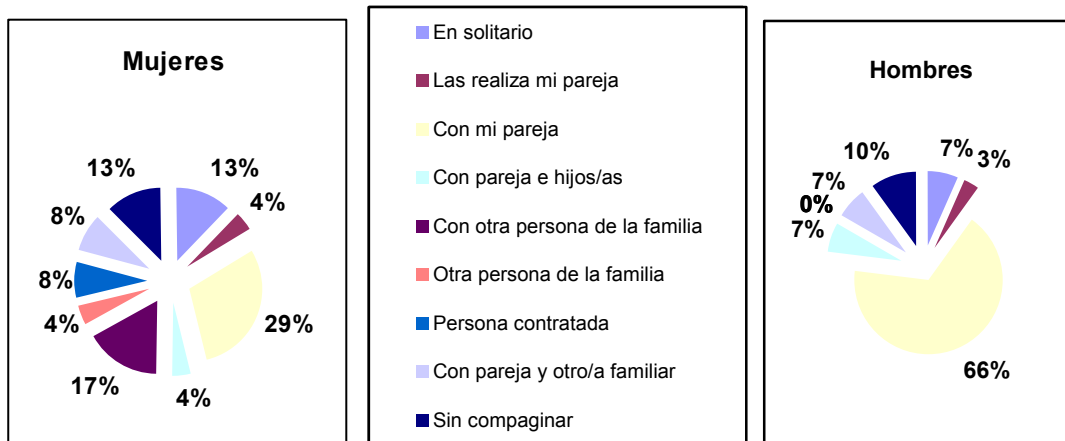 Mujeres
13%
13%
4%
8%
8%
4%
29%
17%
4%
En solitario
Las realiza mi pareja
Con mi pareja
Con pareja e hijos/as
Con otra persona de la familia
Otra persona de la familia
Persona contratada
Con pareja y otro/a familiar
Sin compaginar
Hombres
10%
7%
3%
7%
0%
7%
66%